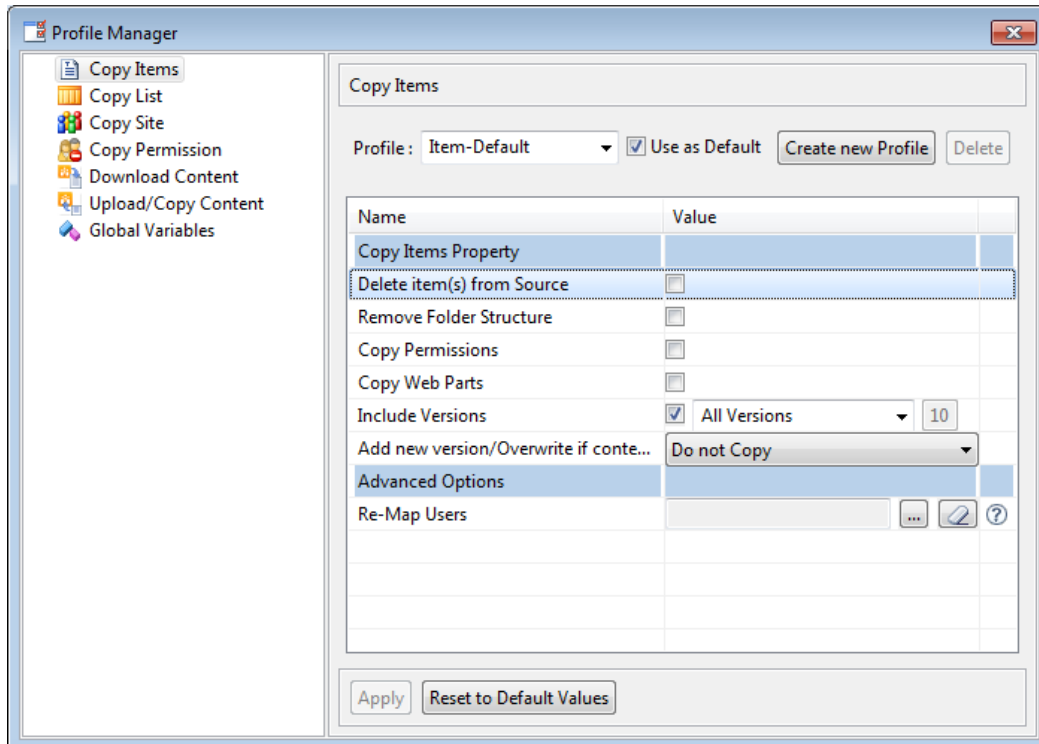 Profile Manager
Copy Items
Copy List
Copy Site
Copy Permission
Download Content
Upload/Copy Content
Global Variables
Copy Items
Profile : Item-Default Use as Default Create new Profile Delete
Name Value
Copy Items Property
Delete item(s) from Source
Remove Folder Structure
Copy Permissions
Copy Web Parts
Include Versions All Versions 10
Add new version/Overwrite if conte... Do not Copy
Advanced Options
Re-Map Users ... ?
Apply Reset to Default Values